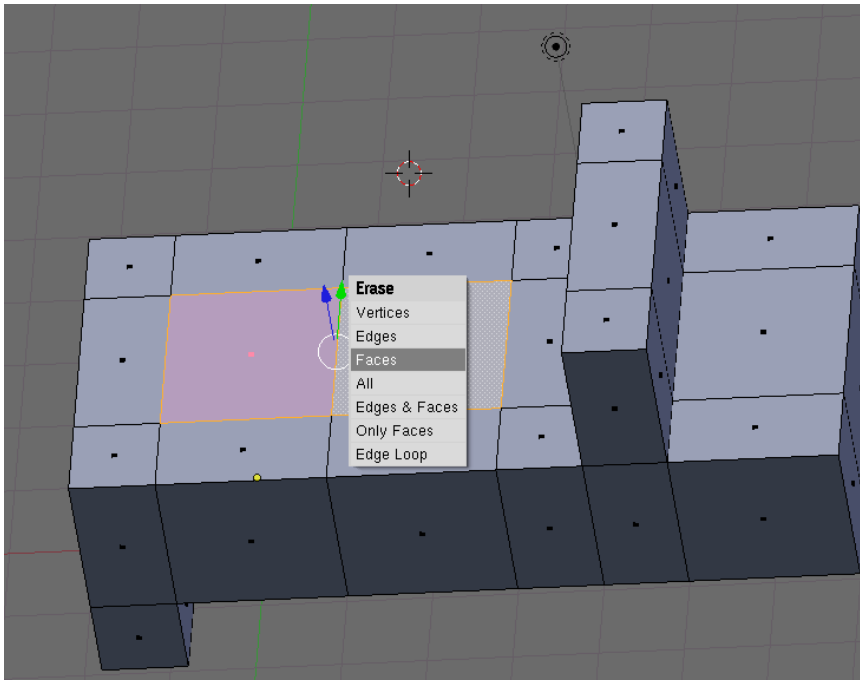 Erase
Vertices
Edges
Faces
All
Edges & Faces
Only Faces
Edge Loop